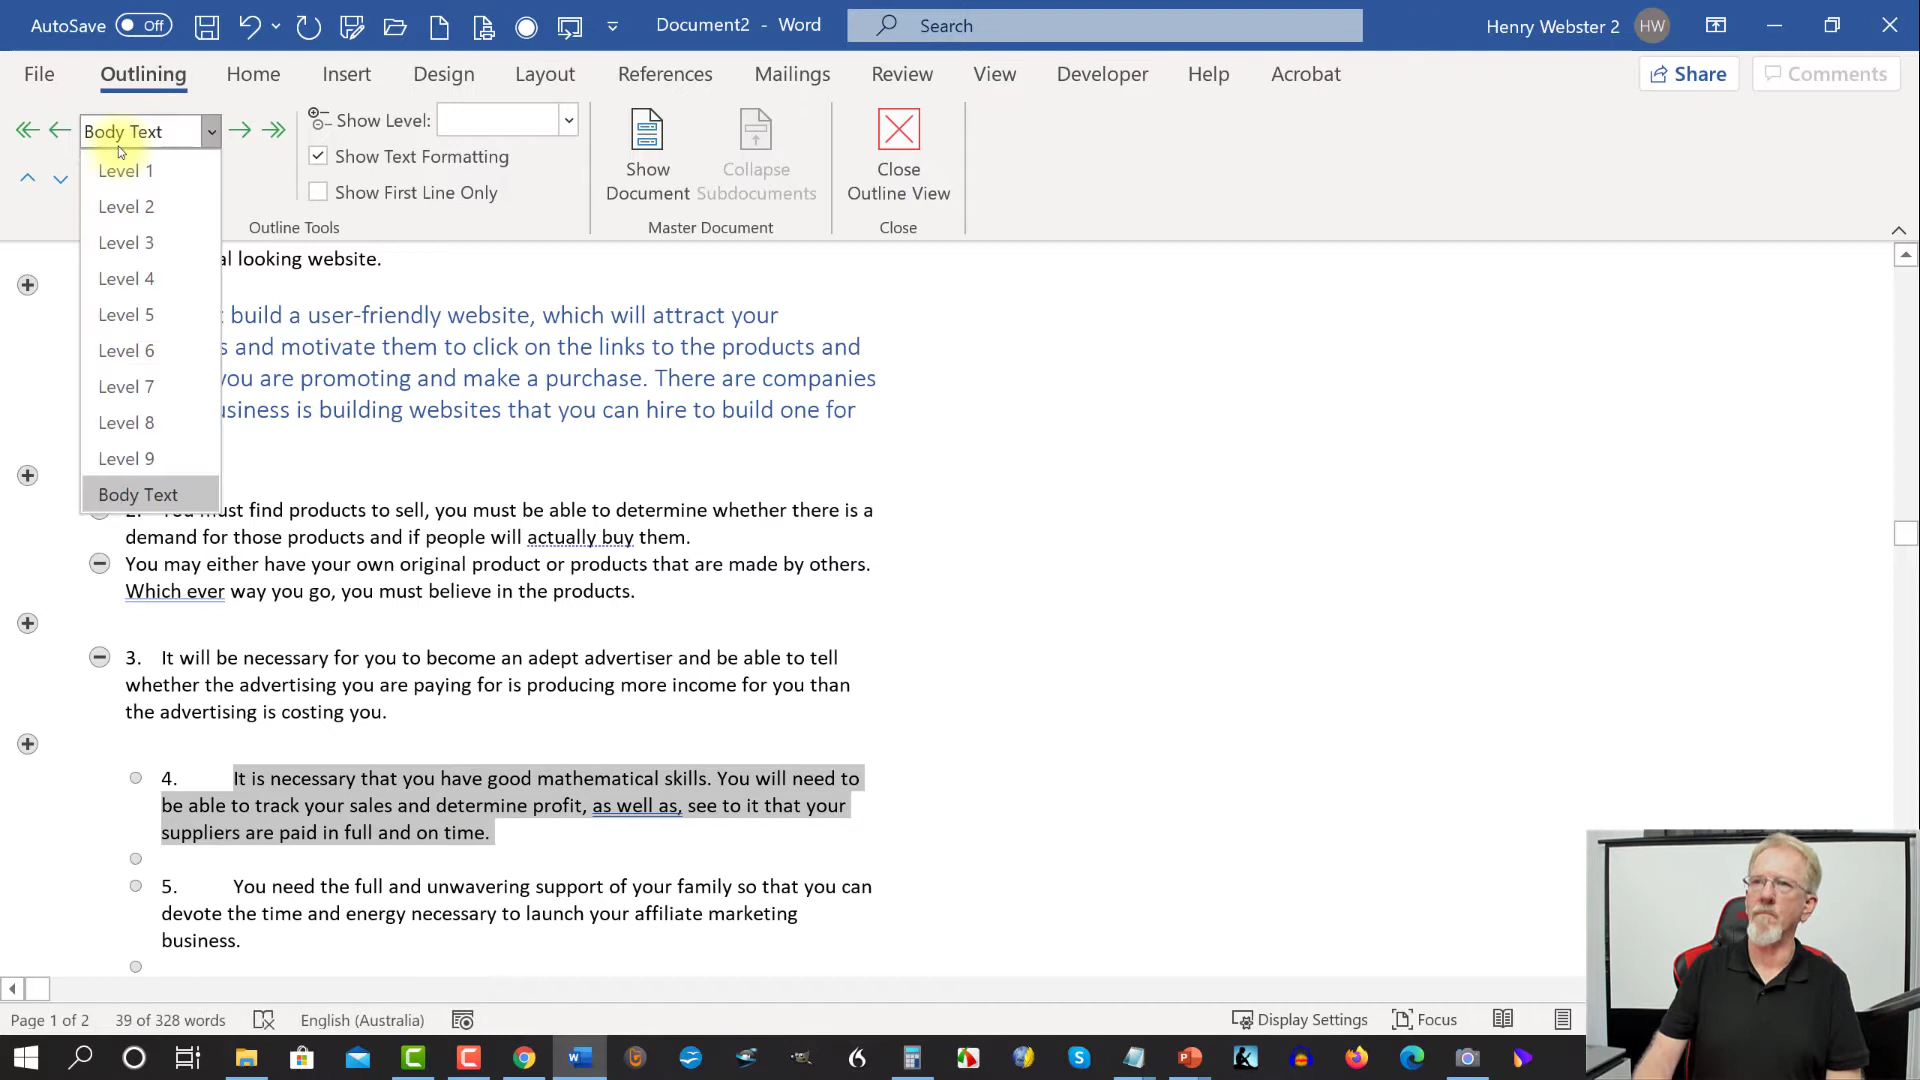 AutoSave Off Document2 - Word Search Henry Webster 2 HW
File Outlining Home Insert Design Layout References Mailings Review View Developer Help Acrobat Share Comments
Body Text
Level 1
Level 2
Level 3
Level 4
Level 5
Level 6
Level 7
Level 8
Level 9
Body Text
Show Level:
Show Text Formatting
Show First Line Only
Outline Tools
Show
Document
Collapse
Subdocuments
Master Document
Close
Outline View
Close
al looking website.
build a user-friendly website, which will attract your
s and motivate them to click on the links to the products and
you are promoting and make a purchase. There are companies
usiness is building websites that you can hire to build one for
2. You must find products to sell, you must be able to determine whether there is a
demand for those products and if people will actually buy them.
You may either have your own original product or products that are made by others.
Which ever way you go, you must believe in the products.
3. It will be necessary for you to become an adept advertiser and be able to tell
whether the advertising you are paying for is producing more income for you than
the advertising is costing you.
4. It is necessary that you have good mathematical skills. You will need to
be able to track your sales and determine profit, as well as, see to it that your
suppliers are paid in full and on time.
5. You need the full and unwavering support of your family so that you can
devote the time and energy necessary to launch your affiliate marketing
business.
Page 1 of 2 39 of 328 words English (Australia) Display Settings Focus